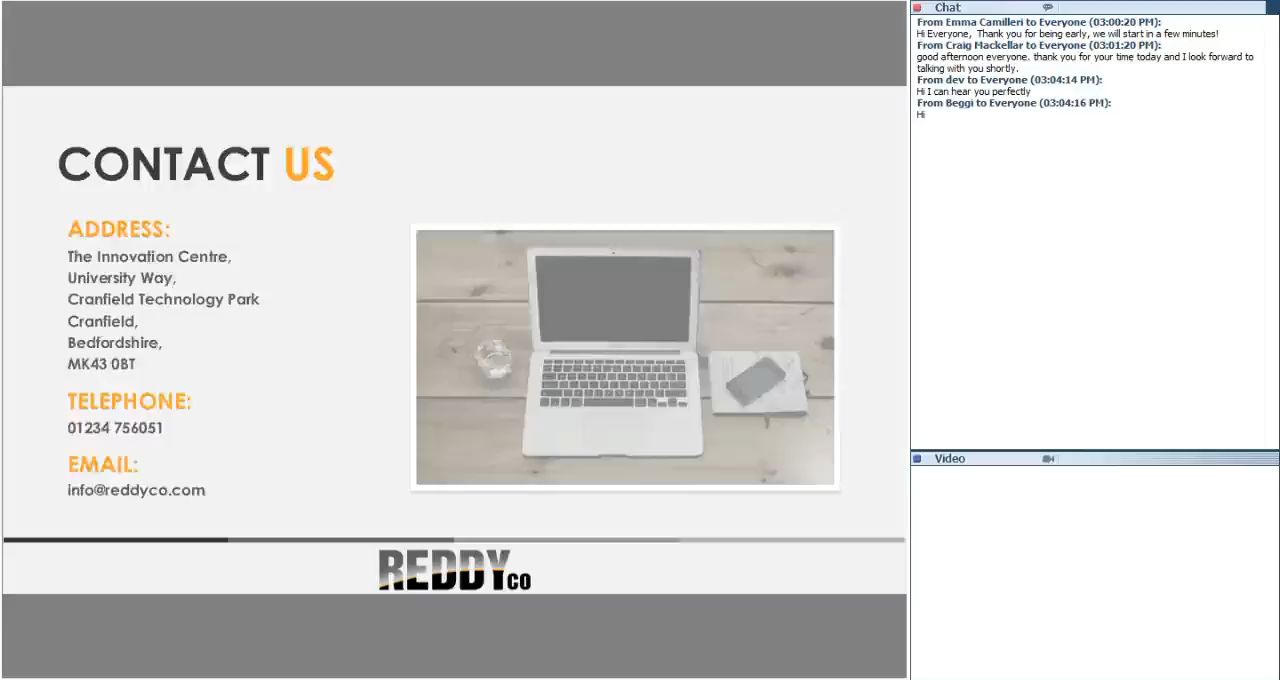 CONTACT US
ADDRESS:
The Innovation Centre,
University Way,
Cranfield Technology Park
Cranfield,
Bedfordshire,
MK43 0BT
TELEPHONE:
01234 756051
EMAIL:
info@reddyco.com
REDDYCO
Chat
From Emma Camilleri to Everyone (03:00:20 PM):
Hi Everyone, Thank you for being early, we will start in a few minutes!
From Craig Mackellar to Everyone (03:01:20 PM):
good afternoon everyone. thank you for your time today and I look forward to
talking with you shortly.
From dev to Everyone (03:04:14 PM):
Hi I can hear you perfectly
From Beggi to Everyone (03:04:16 PM):
Hi
Video